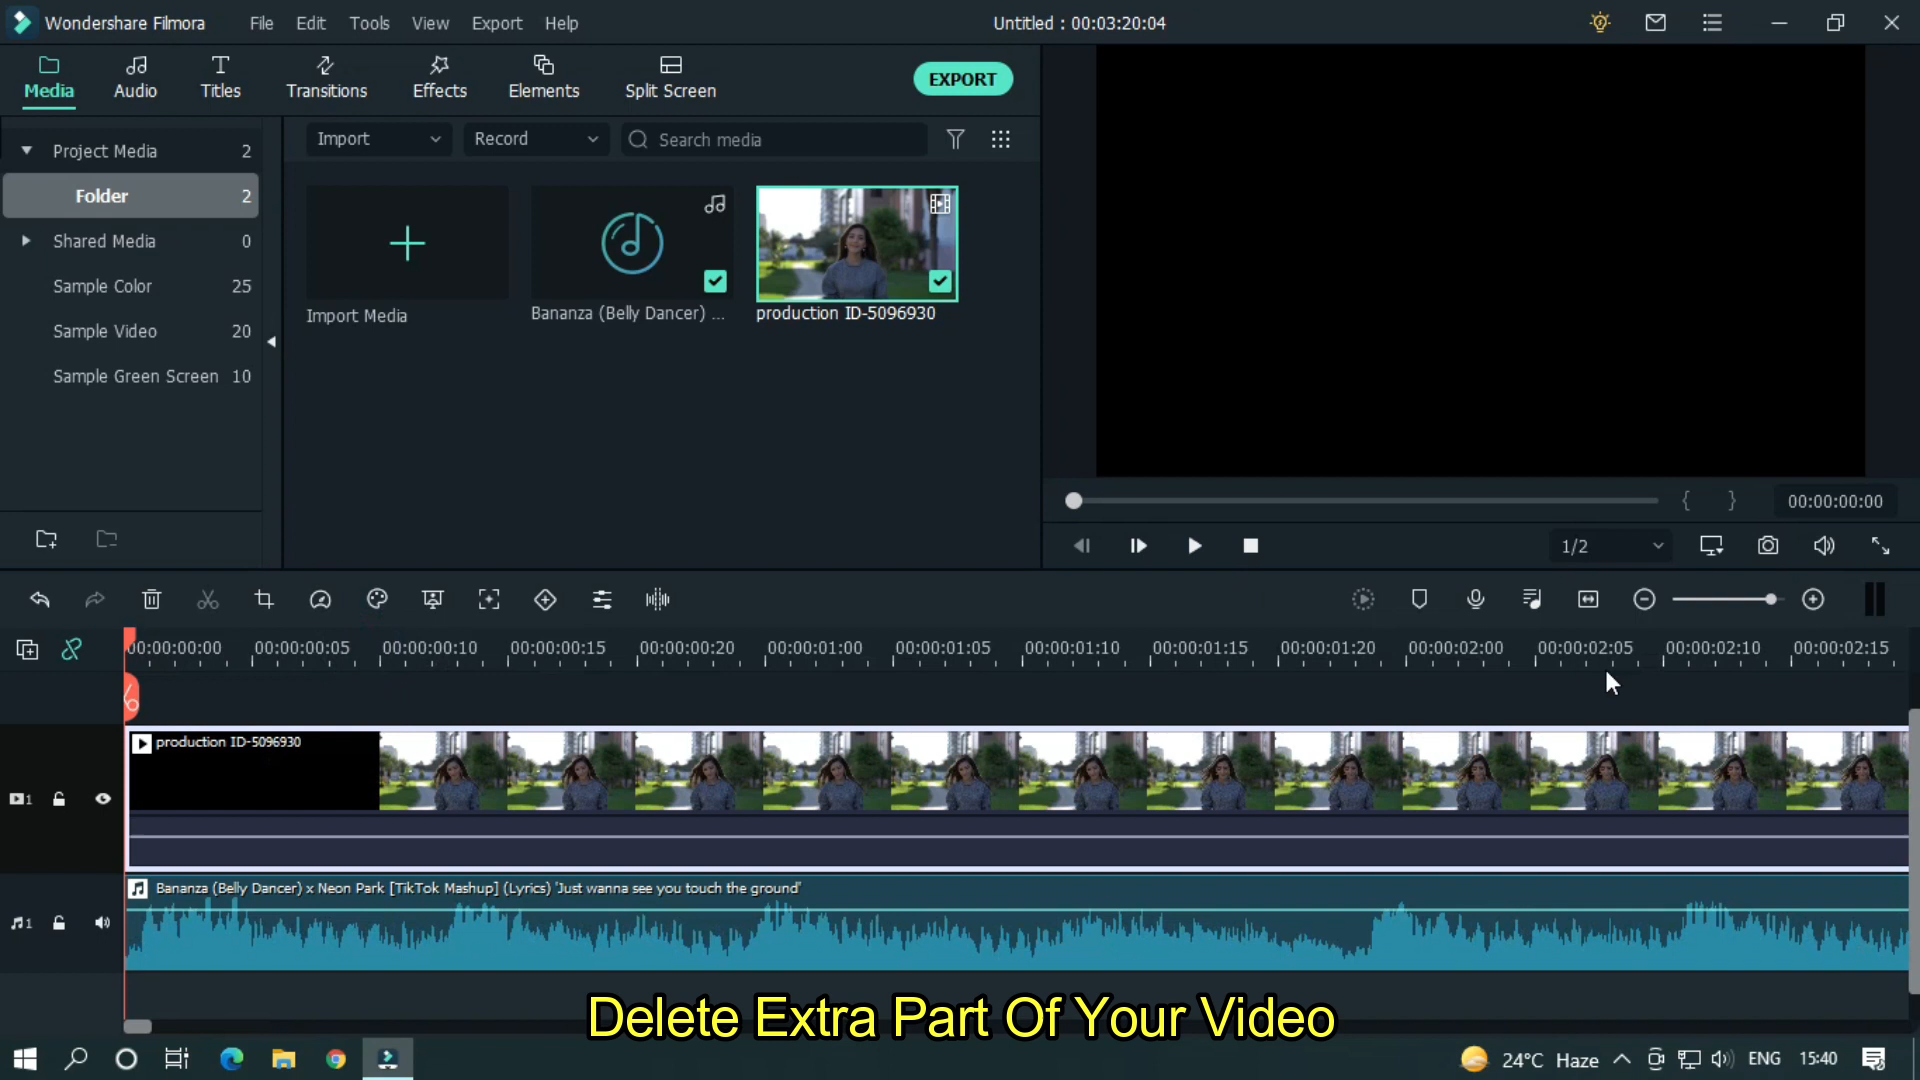 Wondershare Filmora
File Edit Tools View Export Help
Untitled : 00:03:20:04
Media
Audio
Titles
Transitions
Effects
Elements
Split Screen
EXPORT
Project Media 2
Folder 2
Shared Media 0
Sample Color 25
Sample Video 20
Sample Green Screen 10
Import
Record
Search media
Import Media
Bananza (Belly Dancer) ...
production ID-5096930
{ } 00:00:00:00
1/2
00:00:00:00 00:00:00:05 00:00:00:10 00:00:00:15 00:00:00:20 00:00:01:00 00:00:01:05 00:00:01:10 00:00:01:15 00:00:01:20 00:00:02:00 00:00:02:05 00:00:02:10 00:00:02:15
production ID-5096930
1
Bananza (Belly Dancer) x Neon Park [TikTok Mashup] (Lyrics) 'Just wanna see you touch the ground'
1
Delete Extra Part Of Your Video
24°C Haze
ENG
15:40